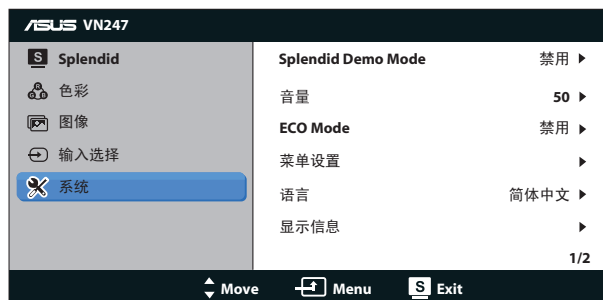 ASUS VN247
S Splendid
色彩
图像
输入选择
系统
Splendid Demo Mode 禁用
音量 50
ECO Mode 禁用
菜单设置
语言 简体中文
显示信息
1/2
Move Menu S Exit